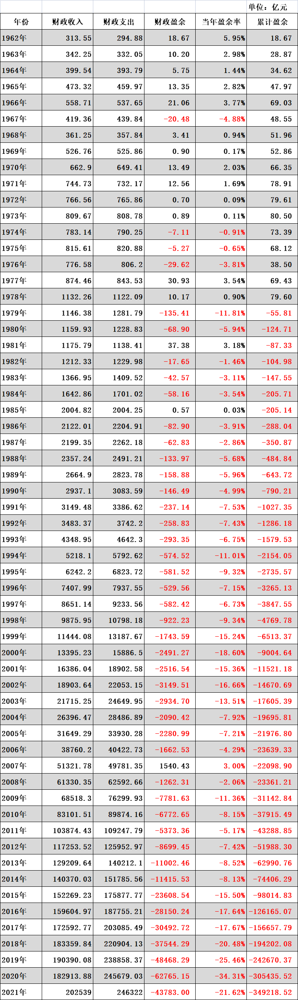 单位：亿元
年份 财政收入 财政支出 财政盈余 当年盈余率 累计盈余
1962年 313.55 294.88 18.67 5.95% 18.67
1963年 342.25 332.05 10.20 2.98% 28.87
1964年 399.54 393.79 5.75 1.44% 34.62
1965年 473.32 459.97 13.35 2.82% 47.97
1966年 558.71 537.65 21.06 3.77% 69.03
1967年 419.36 439.84 -20.48 -4.88% 48.55
1968年 361.25 357.84 3.41 0.94% 51.96
1969年 526.76 525.86 0.90 0.17% 52.86
1970年 662.9 649.41 13.49 2.03% 66.35
1971年 744.73 732.17 12.56 1.69% 78.91
1972年 766.56 765.86 0.70 0.09% 79.61
1973年 809.67 808.78 0.89 0.11% 80.50
1974年 783.14 790.25 -7.11 -0.91% 73.39
1975年 815.61 820.88 -5.27 -0.65% 68.12
1976年 776.58 806.2 -29.62 -3.81% 38.50
1977年 874.46 843.53 30.93 3.54% 69.43
1978年 1132.26 1122.09 10.17 0.90% 79.60
1979年 1146.38 1281.79 -135.41 -11.81% -55.81
1980年 1159.93 1228.83 -68.90 -5.94% -124.71
1981年 1175.79 1138.41 37.38 3.18% -87.33
1982年 1212.33 1229.98 -17.65 -1.46% -104.98
1983年 1366.95 1409.52 -42.57 -3.11% -147.55
1984年 1642.86 1701.02 -58.16 -3.54% -205.71
1985年 2004.82 2004.25 0.57 0.03% -205.14
1986年 2122.01 2204.91 -82.90 -3.91% -288.04
1987年 2199.35 2262.18 -62.83 -2.86% -350.87
1988年 2357.24 2491.21 -133.97 -5.68% -484.84
1989年 2664.9 2823.78 -158.88 -5.96% -643.72
1990年 2937.1 3083.59 -146.49 -4.99% -790.21
1991年 3149.48 3386.62 -237.14 -7.53% -1027.35
1992年 3483.37 3742.2 -258.83 -7.43% -1286.18
1993年 4348.95 4642.3 -293.35 -6.75% -1579.53
1994年 5218.1 5792.62 -574.52 -11.01% -2154.05
1995年 6242.2 6823.72 -581.52 -9.32% -2735.57
1996年 7407.99 7937.55 -529.56 -7.15% -3265.13
1997年 8651.14 9233.56 -582.42 -6.73% -3847.55
1998年 9875.95 10798.18 -922.23 -9.34% -4769.78
1999年 11444.08 13187.67 -1743.59 -15.24% -6513.37
2000年 13395.23 15886.5 -2491.27 -18.60% -9004.64
2001年 16386.04 18902.58 -2516.54 -15.36% -11521.18
2002年 18903.64 22053.15 -3149.51 -16.66% -14670.69
2003年 21715.25 24649.95 -2934.70 -13.51% -17605.39
2004年 26396.47 28486.89 -2090.42 -7.92% -19695.81
2005年 31649.29 33930.28 -2280.99 -7.21% -21976.80
2006年 38760.2 40422.73 -1662.53 -4.29% -23639.33
2007年 51321.78 49781.35 1540.43 3.00% -22098.90
2008年 61330.35 62592.66 -1262.31 -2.06% -23361.21
2009年 68518.3 76299.93 -7781.63 -11.36% -31142.84
2010年 83101.51 89874.16 -6772.65 -8.15% -37915.49
2011年 103874.43 109247.79 -5373.36 -5.17% -43288.85
2012年 117253.52 125952.97 -8699.45 -7.42% -51988.30
2013年 129209.64 140212.1 -11002.46 -8.52% -62990.76
2014年 140370.03 151785.56 -11415.53 -8.13% -74406.29
2015年 152269.23 175877.77 -23608.54 -15.50% -98014.83
2016年 159604.97 187755.21 -28150.24 -17.64% -126165.07
2017年 172592.77 203085.49 -30492.72 -17.67% -156657.79
2018年 183359.84 220904.13 -37544.29 -20.48% -194202.08
2019年 190390.08 238858.37 -48468.29 -25.46% -242670.37
2020年 182913.88 245679.03 -62765.15 -34.31% -305435.52
2021年 202539 246322 -43783.00 -21.62% -349218.52